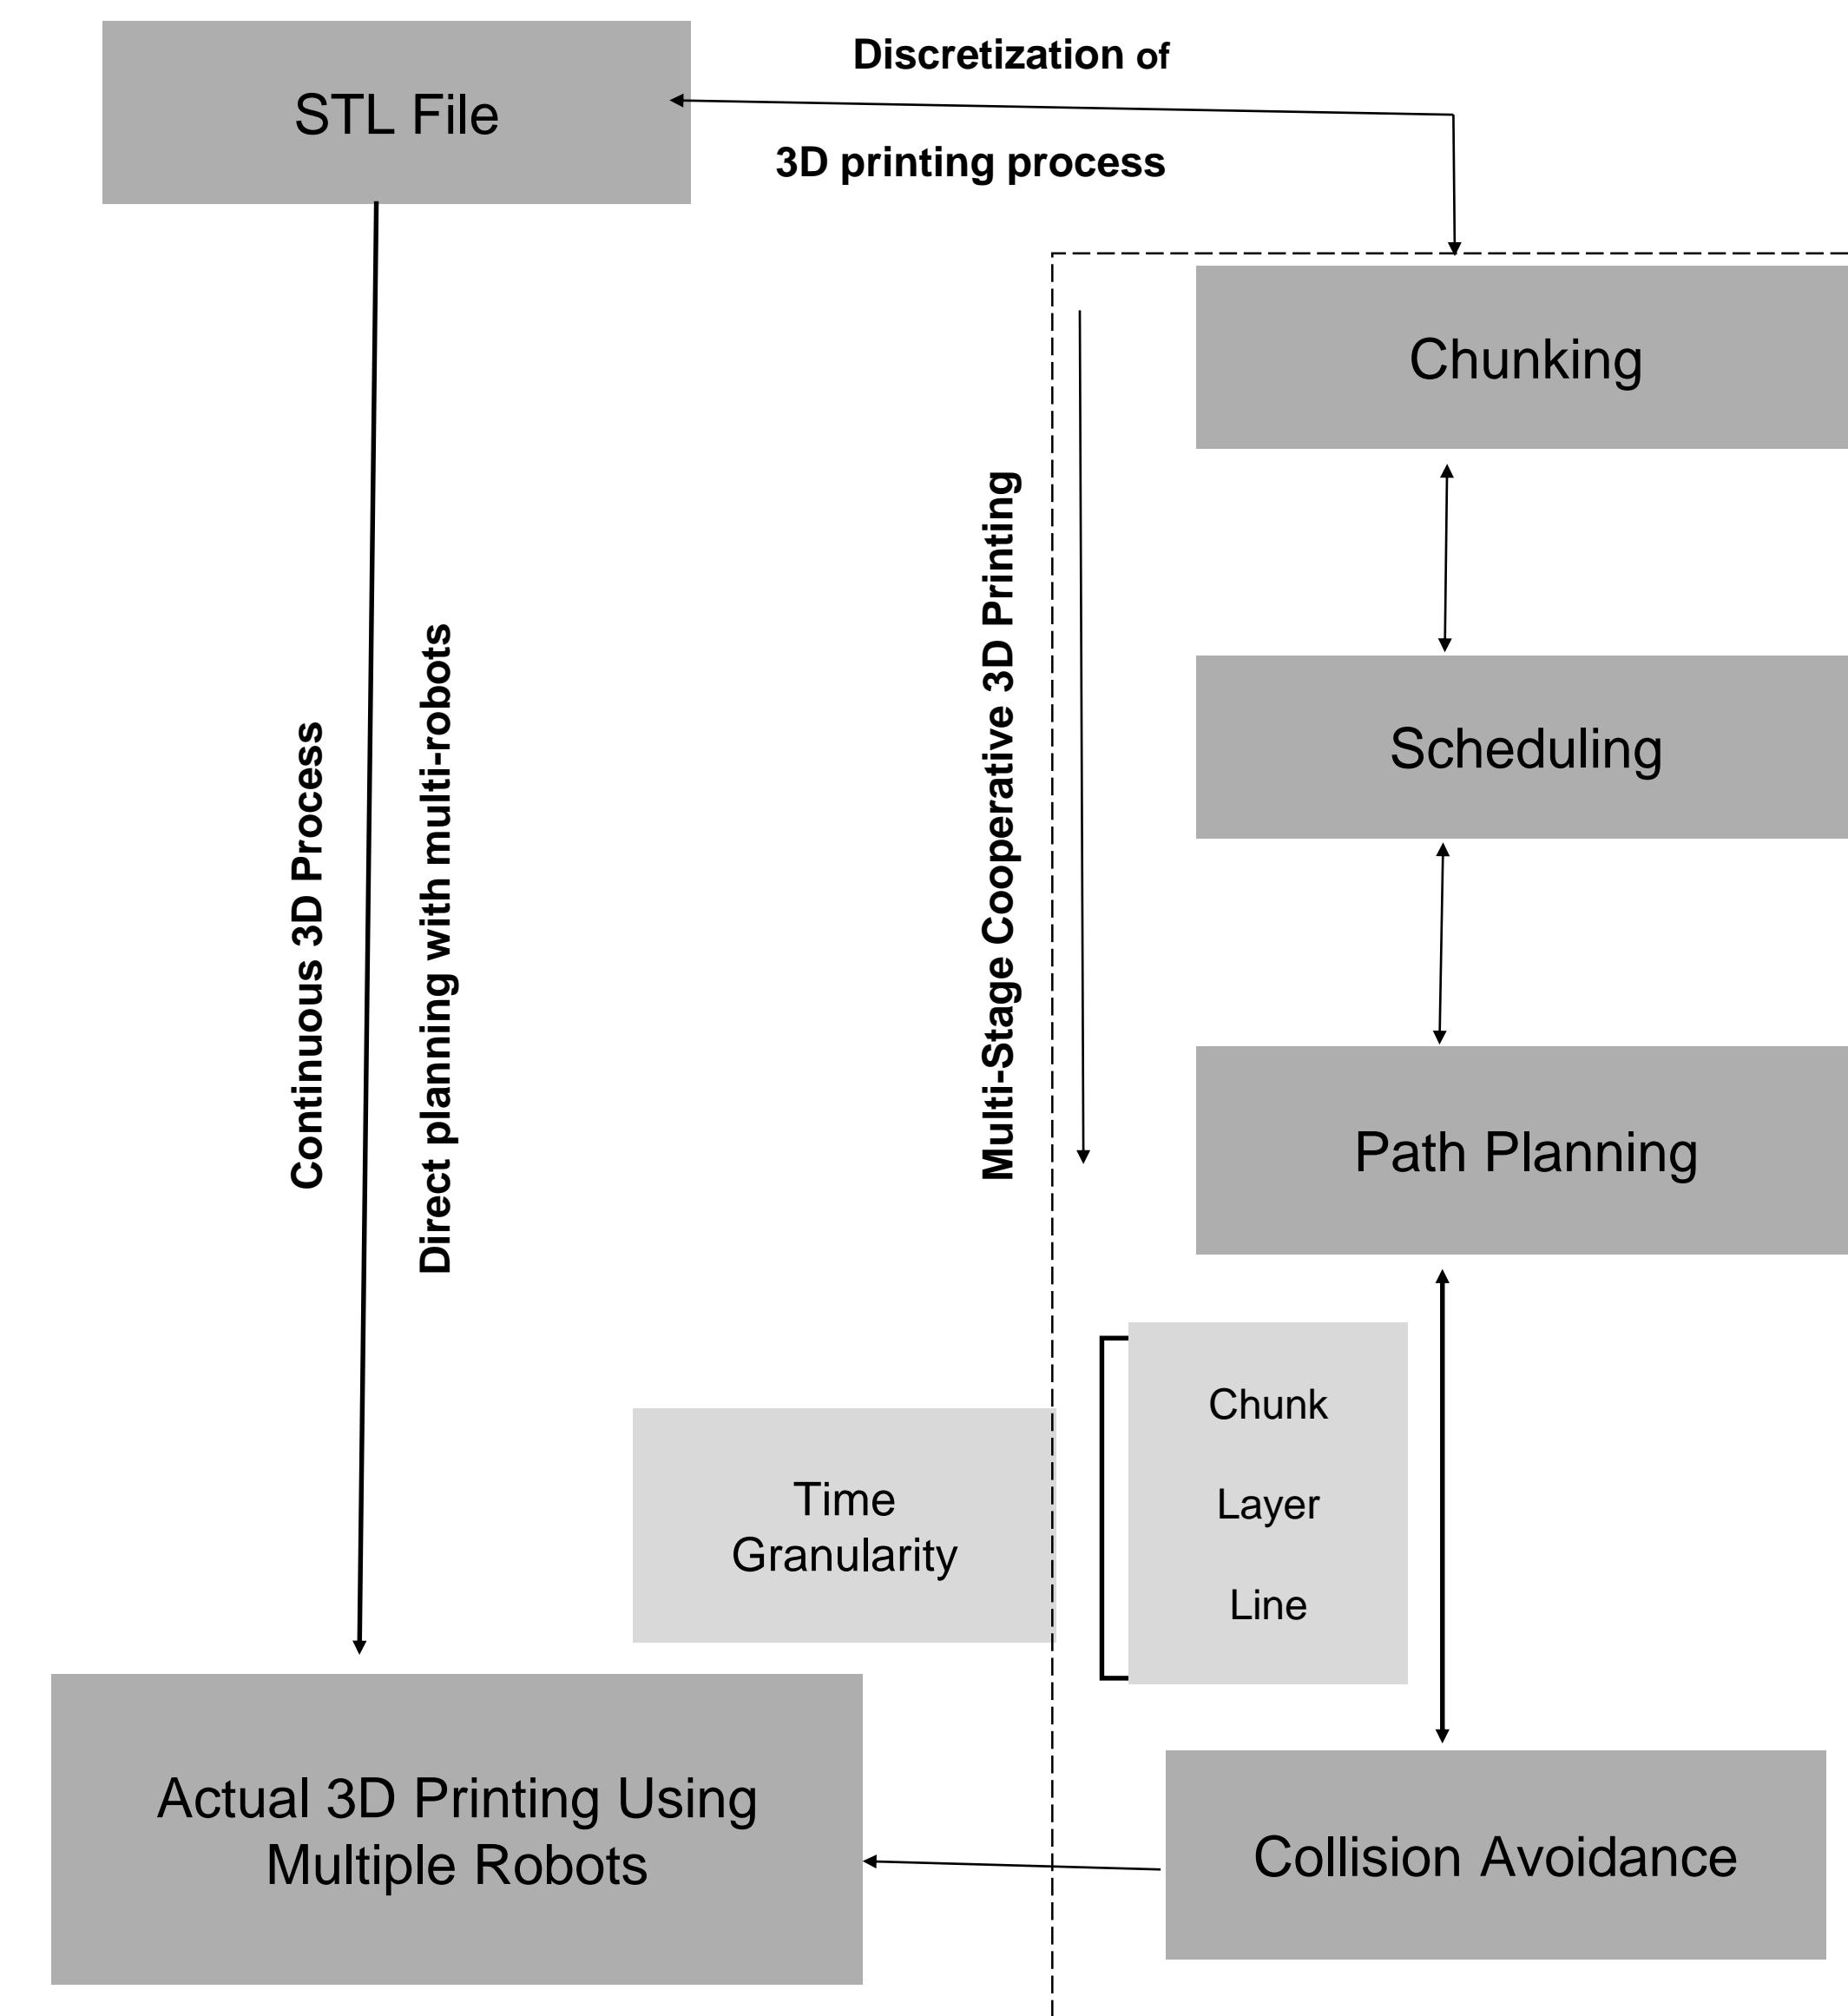 STL File
Discretization of
3D printing process
Chunking
Scheduling
Path Planning
Continuous 3D Process
Direct planning with multi-robots
Multi-Stage Cooperative 3D Printing
Time
Granularity
Chunk
Layer
Line
Actual 3D Printing Using
Multiple Robots
Collision Avoidance